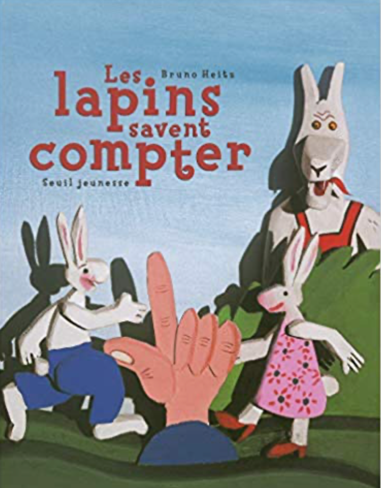 Les
Bruno Heitz
lapins
savent
compter
Seuil jeunesse